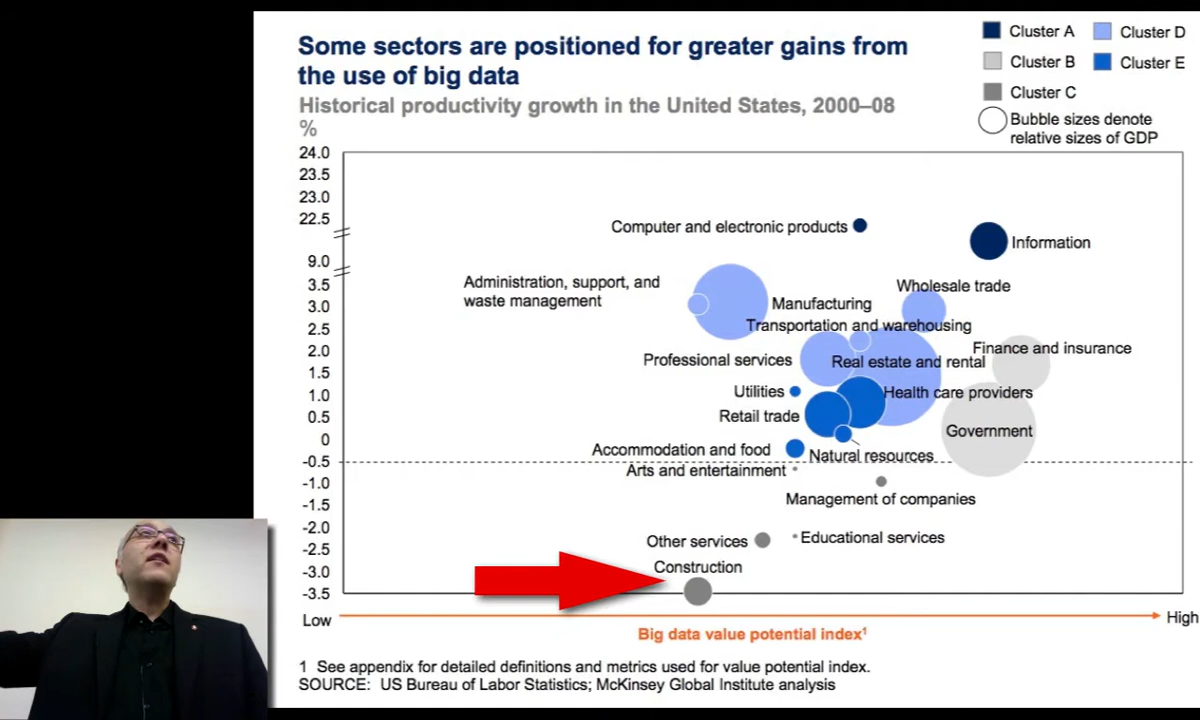 Some sectors are positioned for greater gains from
the use of big data
Historical productivity growth in the United States, 2000–08
%
Cluster A
Cluster D
Cluster B
Cluster E
Cluster C
Bubble sizes denote
relative sizes of GDP
24.0
23.5
23.0
22.5
9.0
3.5
3.0
2.5
2.0
1.5
1.0
0.5
0
-0.5
-1.0
-1.5
-2.0
-2.5
-3.0
-3.5
Computer and electronic products
Information
Administration, support, and
waste management
Wholesale trade
Manufacturing
Transportation and warehousing
Finance and insurance
Professional services
Real estate and rental
Utilities
Health care providers
Retail trade
Government
Accommodation and food
Natural resources
Arts and entertainment
Management of companies
Other services
Educational services
Construction
Low
High
Big data value potential index¹
1 See appendix for detailed definitions and metrics used for value potential index.
SOURCE: US Bureau of Labor Statistics; McKinsey Global Institute analysis